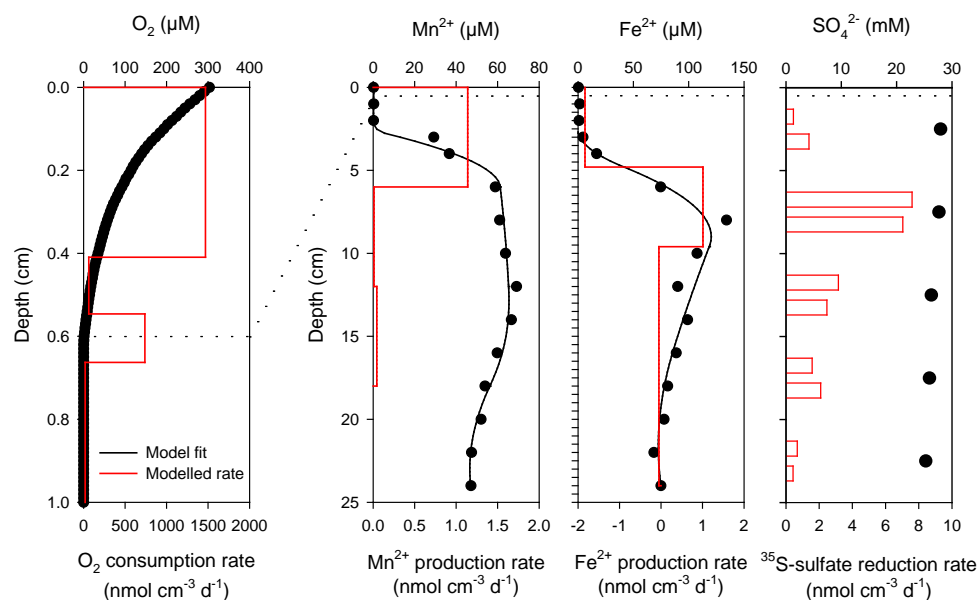 O₂ (µM)
Mn²⁺ (µM)
Fe²⁺ (µM)
SO₄²⁻ (mM)
0 100 200 300 400
0 20 40 60 80
0 50 100 150
0 10 20 30
0.0
0.2
0.4
0.6
0.8
1.0
Depth (cm)
Model fit
Modelled rate
0 500 1000 1500 2000
O₂ consumption rate
(nmol cm⁻³ d⁻¹)
0
5
10
15
20
25
Depth (cm)
0.0 0.5 1.0 1.5 2.0
Mn²⁺ production rate
(nmol cm⁻³ d⁻¹)
-2 -1 0 1 2
Fe²⁺ production rate
(nmol cm⁻³ d⁻¹)
0 2 4 6 8 10
³⁵S-sulfate reduction rate
(nmol cm⁻³ d⁻¹)